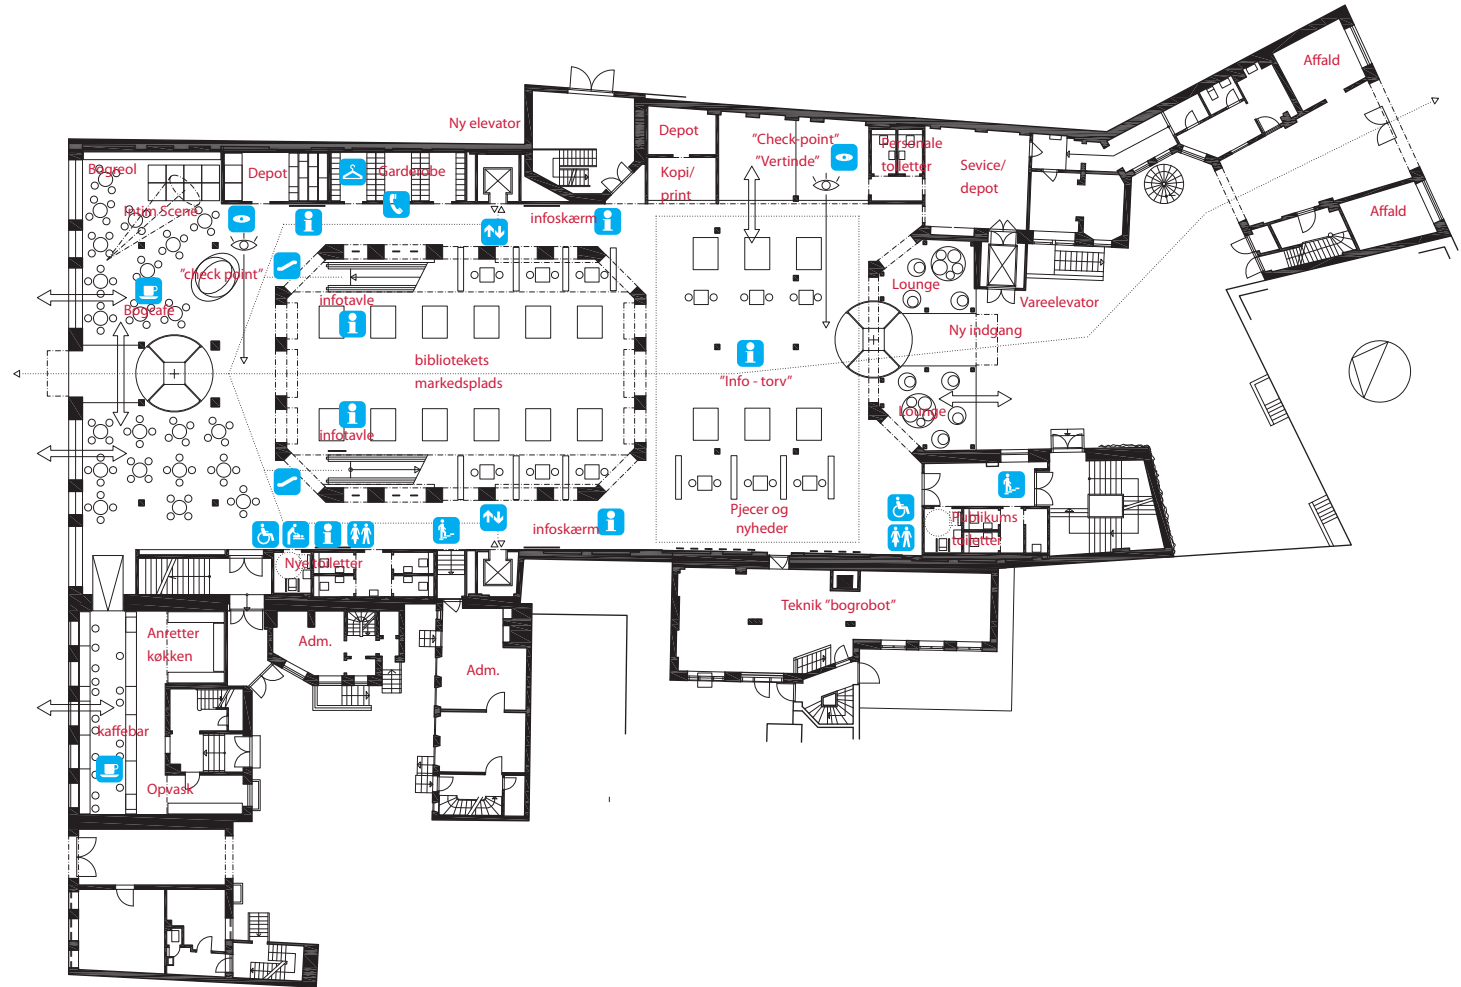 Affald
Ny elevator
Depot
"Check-point"
"Vertinde"
Personale
toiletter
Kopi/
print
Sevice/
depot
Bogreol
Depot
Garderobe
Intim Scene
infoskærm
Affald
"check point"
Lounge
Bogcafé
infotavle
Vareelevator
Ny indgang
bibliotekets
markedsplads
"Info - torv"
Lounge
infotavle
Pjecer og
nyheder
infoskærm
Publikums
toiletter
Nye toiletter
Teknik "bogrobot"
Anretter
køkken
Adm.
Adm.
kaffebar
Opvask